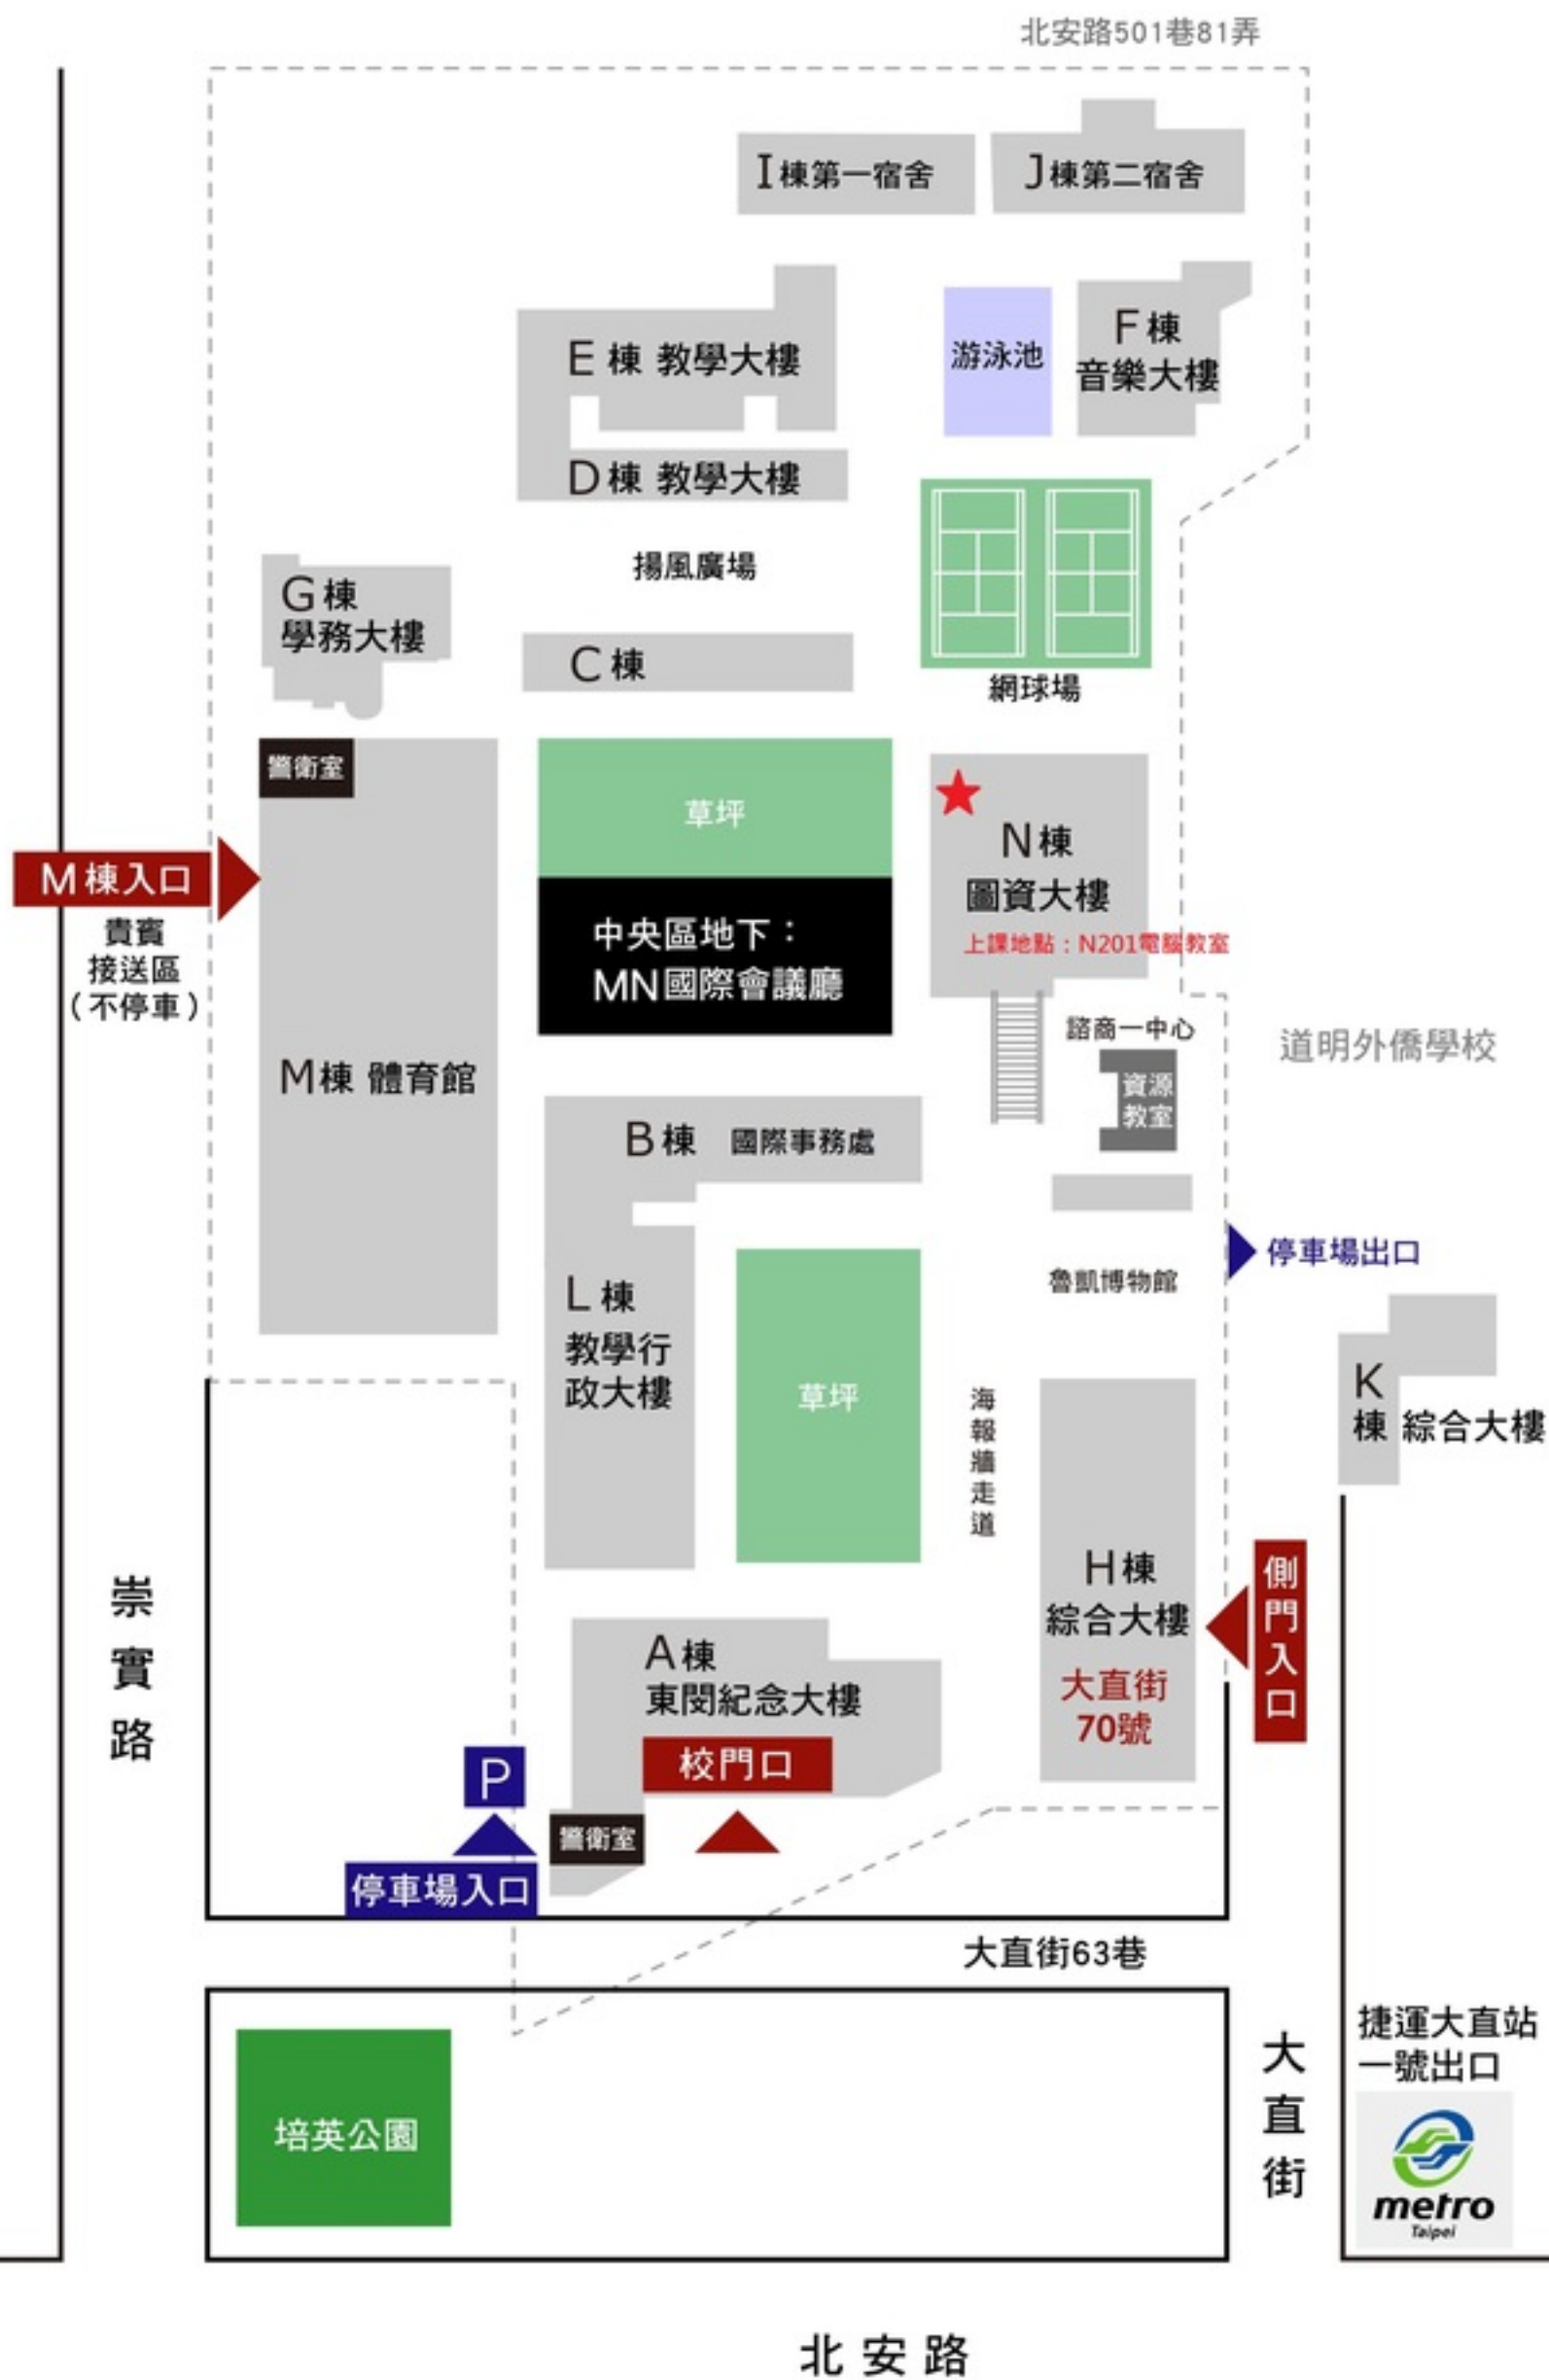 北安路501巷81弄
I棟第一宿舍
J棟第二宿舍
E棟 教學大樓
游泳池
F棟
音樂大樓
D棟 教學大樓
揚風廣場
G棟
學務大樓
C棟
網球場
警衛室
草坪
N棟
圖資大樓
上課地點：N201電腦教室
M棟入口
貴賓
接送區
（不停車）
中央區地下：
MN國際會議廳
M棟 體育館
諮商一中心
資源
教室
道明外僑學校
B棟 國際事務處
停車場出口
魯凱博物館
L棟
教學行
政大樓
草坪
海報牆走道
K
棟 綜合大樓
H棟
綜合大樓
大直街
70號
側門入口
崇實路
A棟
東閔紀念大樓
校門口
P
警衛室
停車場入口
大直街63巷
大直街
捷運大直站
一號出口
培英公園
metro
Taipei
北安路